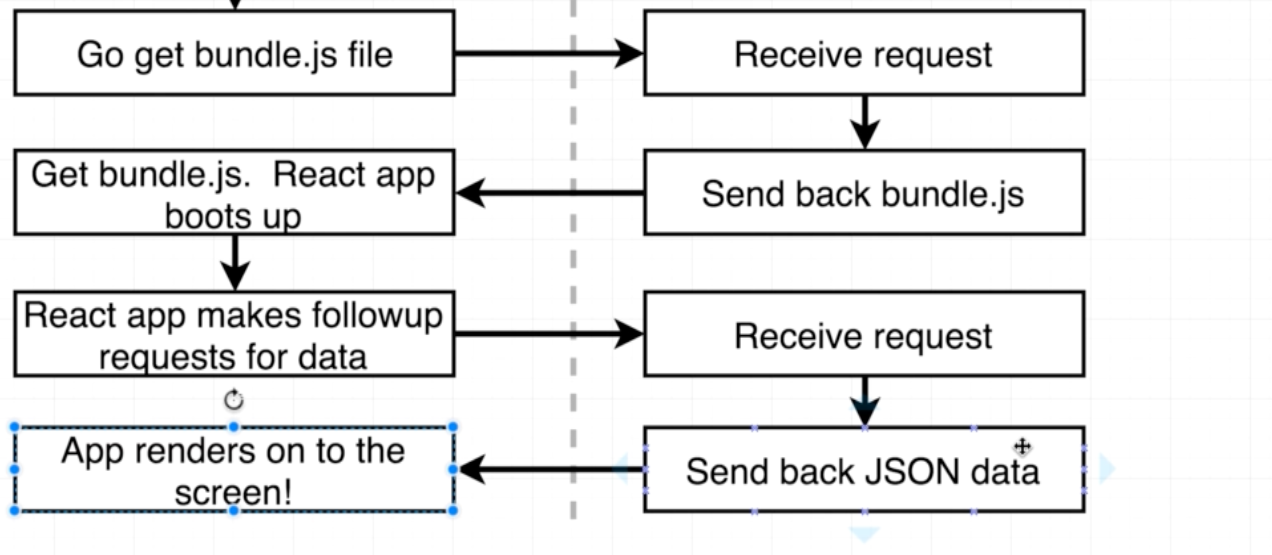 Go get bundle.js file
Receive request
Get bundle.js.  React app
boots up
Send back bundle.js
React app makes followup
requests for data
Receive request
App renders on to the
screen!
Send back JSON data